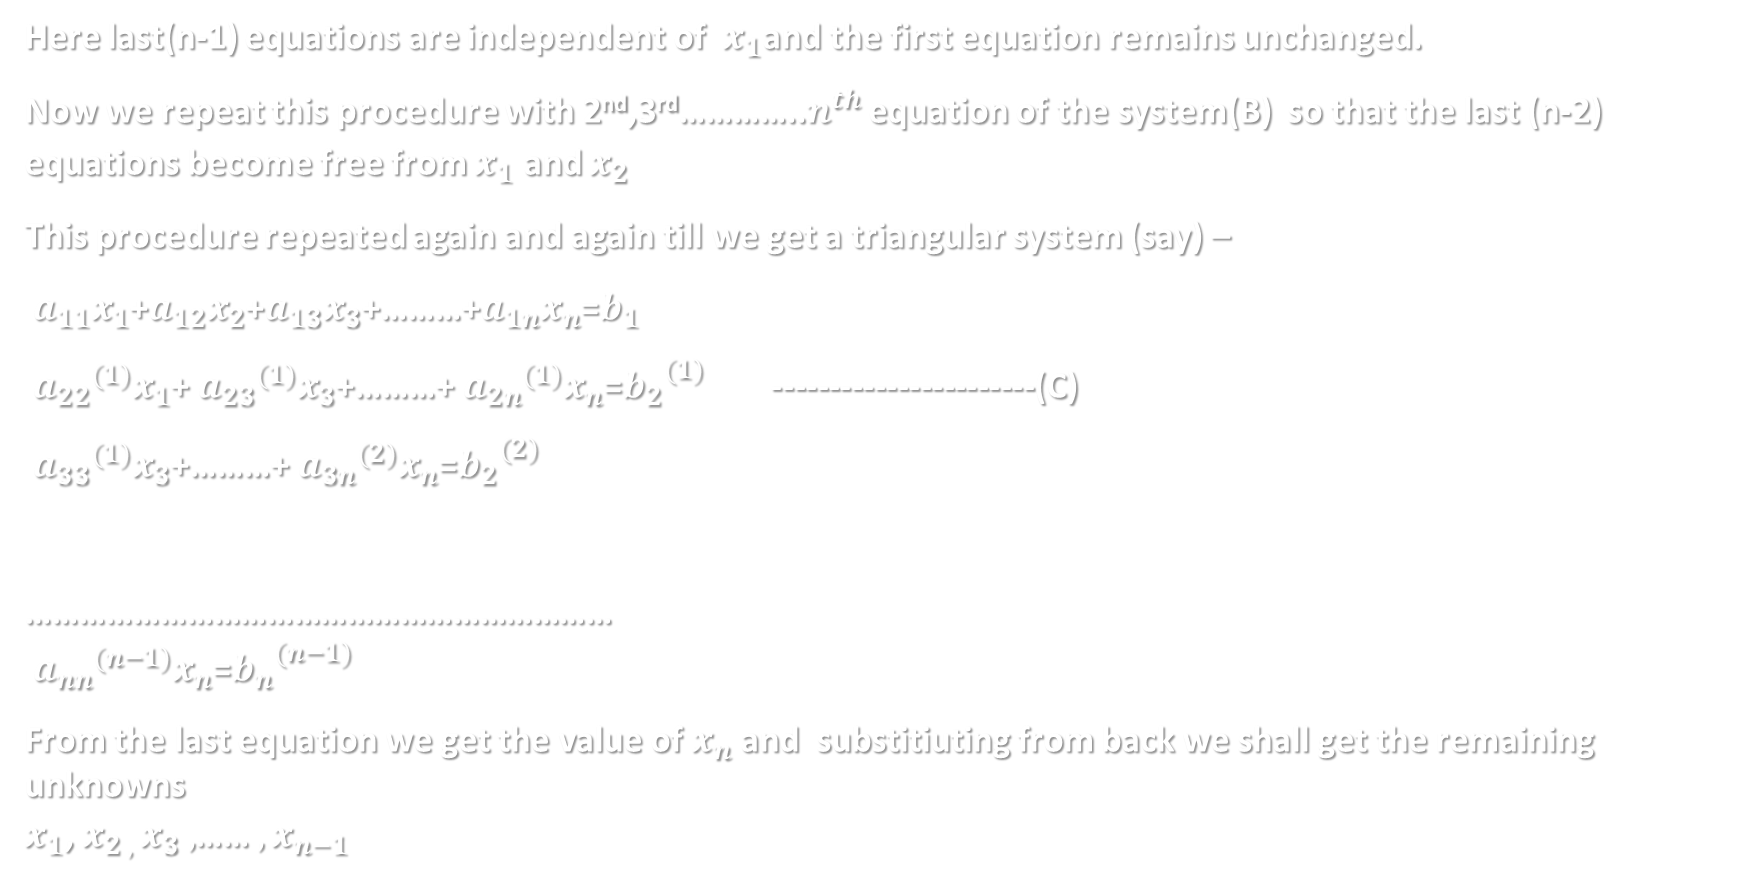 Here last(n-1) equations are independent of x₁and the first equation remains unchanged.
Now we repeat this procedure with 2ⁿᵈ,3ʳᵈ..............nᵗʰ equation of the system(B) so that the last (n-2)
equations become free from x₁ and x₂
This procedure repeated again and again till we get a triangular system (say) –
a₁₁x₁+a₁₂x₂+a₁₃x₃+.........+a₁ₙxₙ=b₁
a₂₂⁽¹⁾x₁+ a₂₃⁽¹⁾x₃+.........+ a₂ₙ⁽¹⁾xₙ=b₂⁽¹⁾ -----------------------(C)
a₃₃⁽¹⁾x₃+.........+ a₃ₙ⁽²⁾xₙ=b₂⁽²⁾
..................................................................
aₙₙ⁽ⁿ⁻¹⁾xₙ=bₙ⁽ⁿ⁻¹⁾
From the last equation we get the value of xₙ and substitiuting from back we shall get the remaining
unknowns
x₁, x₂ , x₃ ,...... , xₙ₋₁